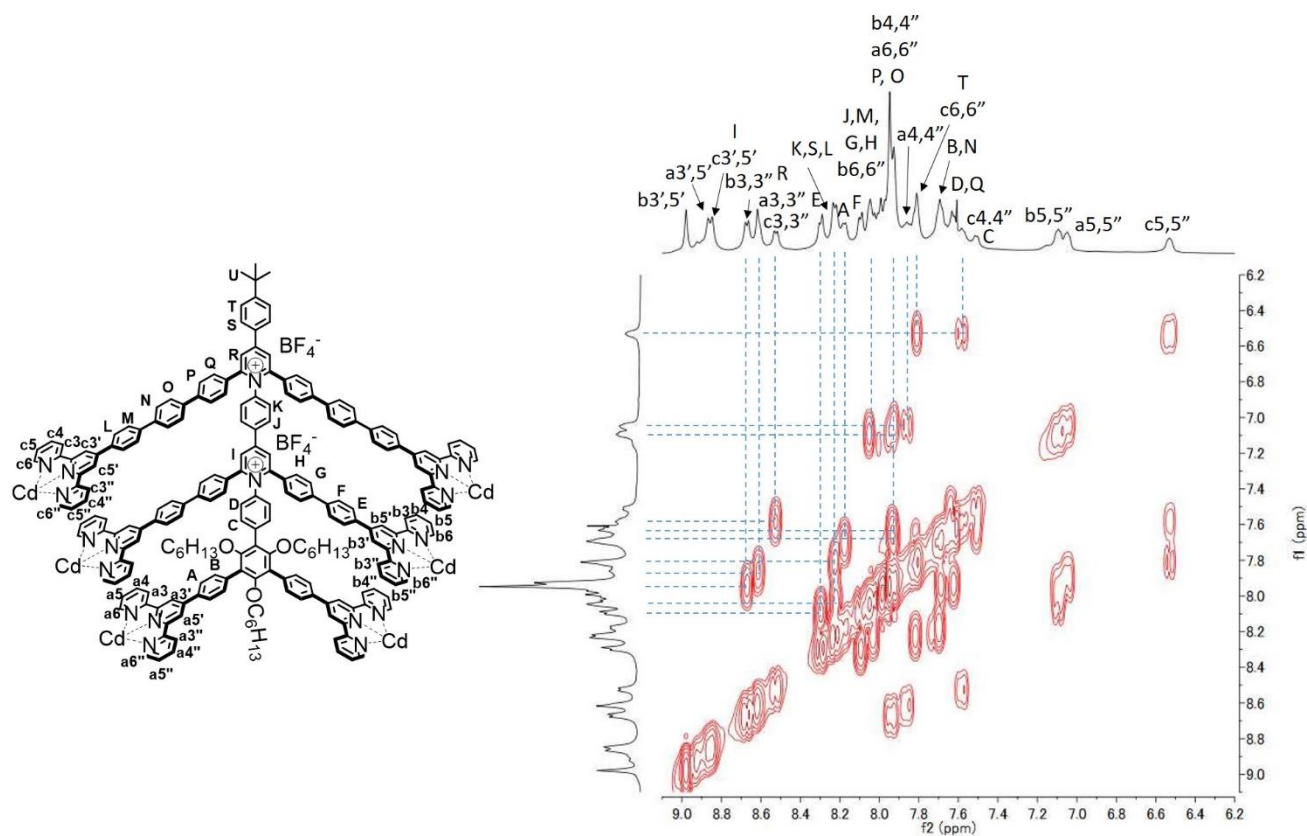 b4,4”
a6,6”
P, O
T
c6,6”
J,M,
G,H
b6,6”
a4,4”
B,N
I
c3’,5’
a3’,5’
b3,3”
R
K,S,L
D,Q
b3’,5’
a3,3”
c3,3”
E
A
F
c4.4”
C
b5,5”
a5,5”
c5,5”
U
T
S
BF4-
R
Q
P
O
N
N
K
J
M
L
c4
c5
c3
c3'
c6
N
c5'
N
N
Cd
c3"
c4"
c6"
c5"
BF4-
I
H
N
G
F
E
D
C
b5'
b3
b4
b5
b3'
b6
b3"
b4"
b5"
b6"
N
N
N
Cd
Cd
Cd
C6H13
O
OC6H13
OC6H13
B
A
a4
a5
a3
a3'
a6
N
a5'
N
N
Cd
a3"
a4"
a6"
a5"
Cd
6.2
6.4
6.6
6.8
7.0
7.2
7.4
7.6
7.8
8.0
8.2
8.4
8.6
8.8
9.0
f1 (ppm)
9.0 8.8 8.6 8.4 8.2 8.0 7.8 7.6 7.4 7.2 7.0 6.8 6.6 6.4 6.2
f2 (ppm)